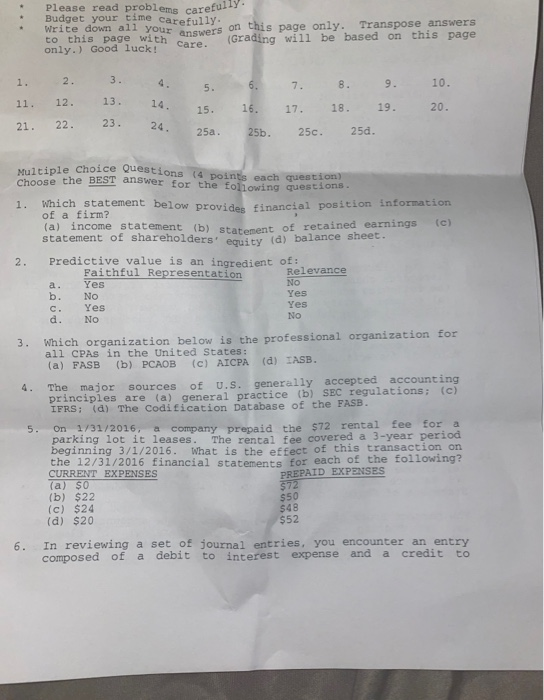 • Please read problems carefully.
• Budget your time carefully.
• Write down all your answers on this page only. Transpose answers
to this page with care. (Grading will be based on this page
only.) Good luck!
1. 2. 3. 4. 5. 6. 7. 8. 9. 10.
11. 12. 13. 14. 15. 16. 17. 18. 19. 20.
21. 22. 23. 24. 25a. 25b. 25c. 25d.
Multiple Choice Questions (4 points each question)
Choose the BEST answer for the following questions.
1. Which statement below provides financial position information
of a firm?
(a) income statement (b) statement of retained earnings (c)
statement of shareholders' equity (d) balance sheet.
2. Predictive value is an ingredient of:
Faithful Representation Relevance
a. Yes No
b. No Yes
c. Yes Yes
d. No No
3. Which organization below is the professional organization for
all CPAs in the United States:
(a) FASB (b) PCAOB (c) AICPA (d) IASB.
4. The major sources of U.S. generally accepted accounting
principles are (a) general practice (b) SEC regulations; (c)
IFRS; (d) The Codification Database of the FASB.
5. On 1/31/2016, a company prepaid the $72 rental fee for a
parking lot it leases. The rental fee covered a 3-year period
beginning 3/1/2016. What is the effect of this transaction on
the 12/31/2016 financial statements for each of the following?
CURRENT EXPENSES PREPAID EXPENSES
(a) $0 $72
(b) $22 $50
(c) $24 $48
(d) $20 $52
6. In reviewing a set of journal entries, you encounter an entry
composed of a debit to interest expense and a credit to